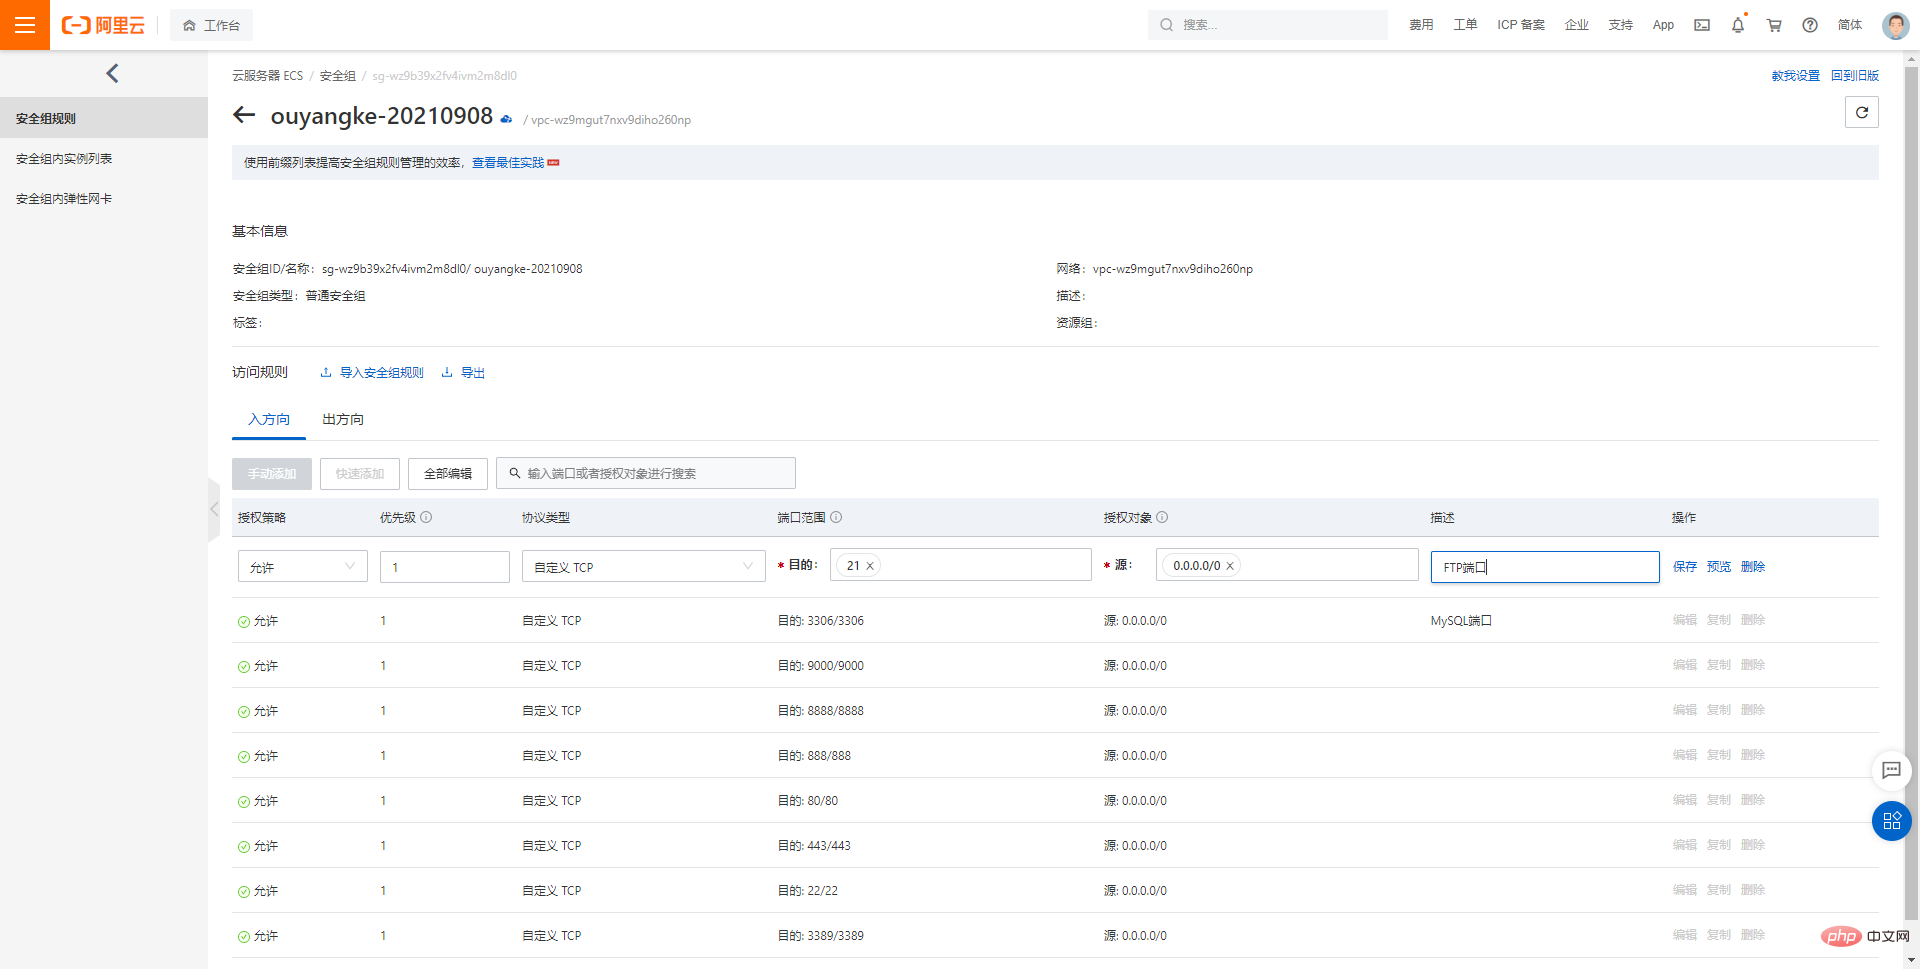 阿里云 工作台 搜索... 费用 工单 ICP 备案 企业 支持 App 简体
云服务器 ECS / 安全组 / sg-wz9b39x2fv4ivm2m8dl0 教我设置 回到旧版
安全组规则
安全组内实例列表
安全组内弹性网卡
ouyangke-20210908 / vpc-wz9mgut7nxv9diho260np
使用前缀列表提高安全组规则管理的效率，查看最佳实践 NEW
基本信息
安全组ID/名称：sg-wz9b39x2fv4ivm2m8dl0/ ouyangke-20210908 网络：vpc-wz9mgut7nxv9diho260np
安全组类型：普通安全组 描述：
标签： 资源组：
访问规则 导入安全组规则 导出
入方向 出方向
手动添加 快速添加 全部编辑 输入端口或者授权对象进行搜索
授权策略 优先级 协议类型 端口范围 授权对象 描述 操作
允许 1 自定义 TCP * 目的： 21 × * 源： 0.0.0.0/0 × FTP端口 保存 预览 删除
允许 1 自定义 TCP 目的: 3306/3306 源: 0.0.0.0/0 MySQL端口 编辑 复制 删除
允许 1 自定义 TCP 目的: 9000/9000 源: 0.0.0.0/0 编辑 复制 删除
允许 1 自定义 TCP 目的: 8888/8888 源: 0.0.0.0/0 编辑 复制 删除
允许 1 自定义 TCP 目的: 888/888 源: 0.0.0.0/0 编辑 复制 删除
允许 1 自定义 TCP 目的: 80/80 源: 0.0.0.0/0 编辑 复制 删除
允许 1 自定义 TCP 目的: 443/443 源: 0.0.0.0/0 编辑 复制 删除
允许 1 自定义 TCP 目的: 22/22 源: 0.0.0.0/0 编辑 复制 删除
允许 1 自定义 TCP 目的: 3389/3389 源: 0.0.0.0/0 编辑 复制 删除
php 中文网